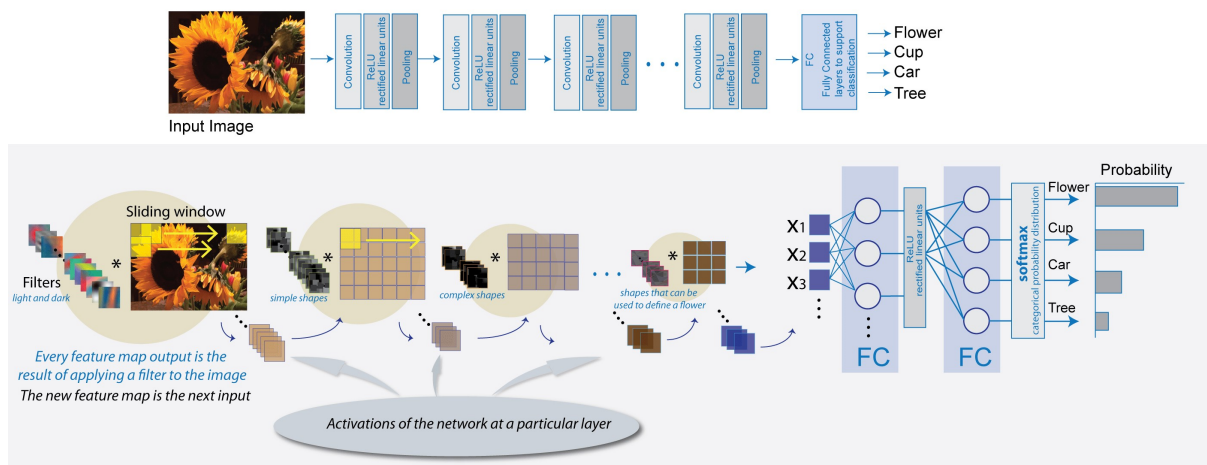 Input Image
Convolution
ReLU
rectified linear units
Pooling
Convolution
ReLU
rectified linear units
Pooling
Convolution
ReLU
rectified linear units
Pooling
Convolution
ReLU
rectified linear units
Pooling
FC
Fully Connected
layers to support
classification
Flower
Cup
Car
Tree
Filters
light and dark
*
Sliding window
simple shapes
*
complex shapes
*
shapes that can be
used to define a flower
*
Every feature map output is the
result of applying a filter to the image
The new feature map is the next input
Activations of the network at a particular layer
X1
X2
X3
FC
ReLU
rectified linear units
FC
softmax
categorical probability distribution
Probability
Flower
Cup
Car
Tree